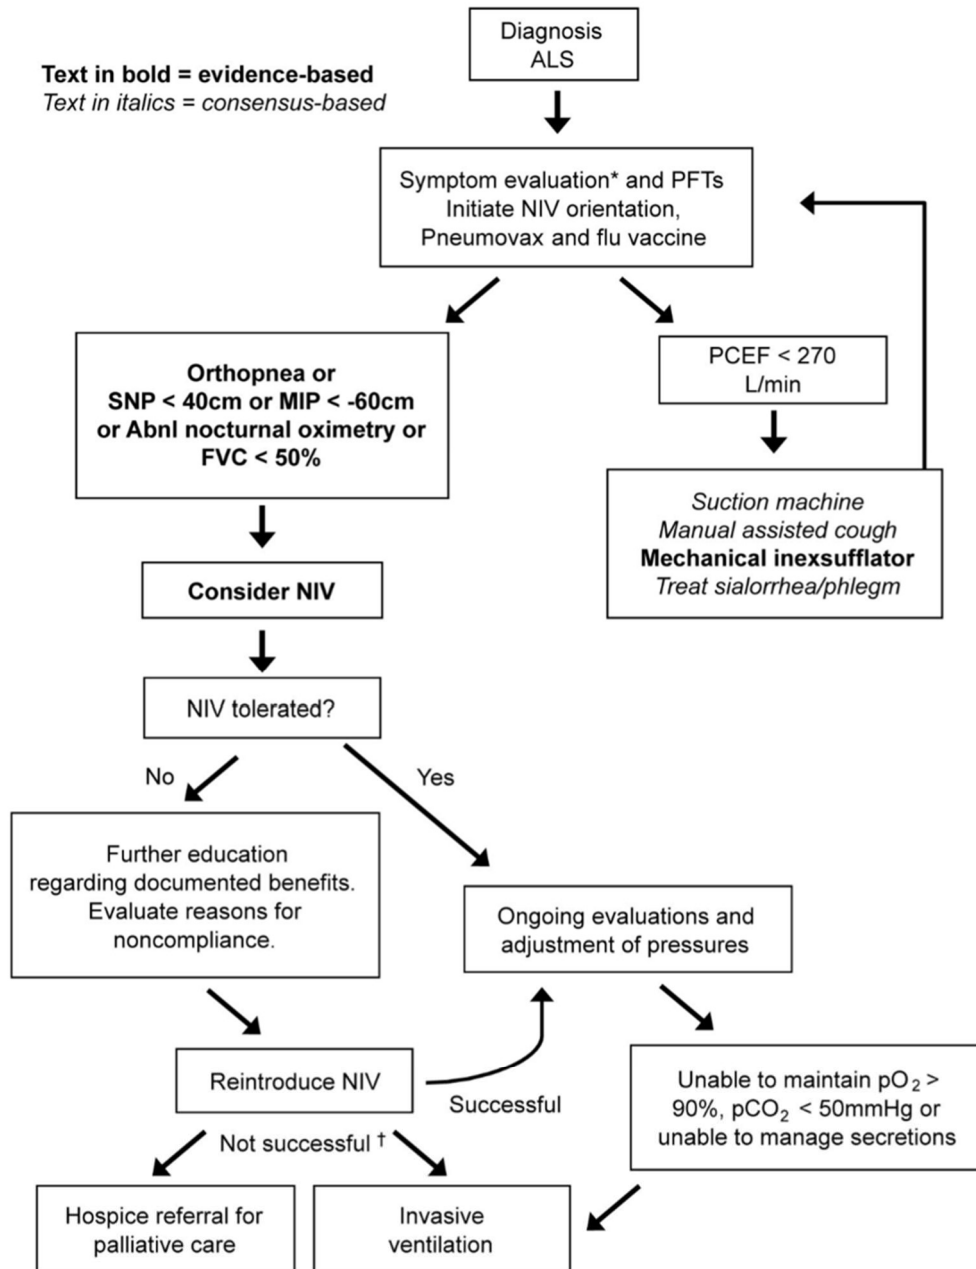 Diagnosis
ALS
Text in bold = evidence-based
Text in italics = consensus-based
Symptom evaluation* and PFTs
Initiate NIV orientation,
Pneumovax and flu vaccine
Orthopnea or
SNP < 40cm or MIP < -60cm
or Abnl nocturnal oximetry or
FVC < 50%
PCEF < 270
L/min
Suction machine
Manual assisted cough
Mechanical inexsufflator
Treat sialorrhea/phlegm
Consider NIV
NIV tolerated?
No
Yes
Further education
regarding documented benefits.
Evaluate reasons for
noncompliance.
Ongoing evaluations and
adjustment of pressures
Reintroduce NIV
Successful
Unable to maintain pO₂ >
90%, pCO₂ < 50mmHg or
unable to manage secretions
Not successful †
Hospice referral for
palliative care
Invasive
ventilation